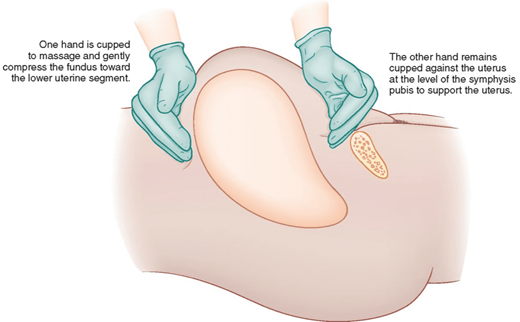 One hand is cupped
to massage and gently
compress the fundus toward
the lower uterine segment.
The other hand remains
cupped against the uterus
at the level of the symphysis
pubis to support the uterus.